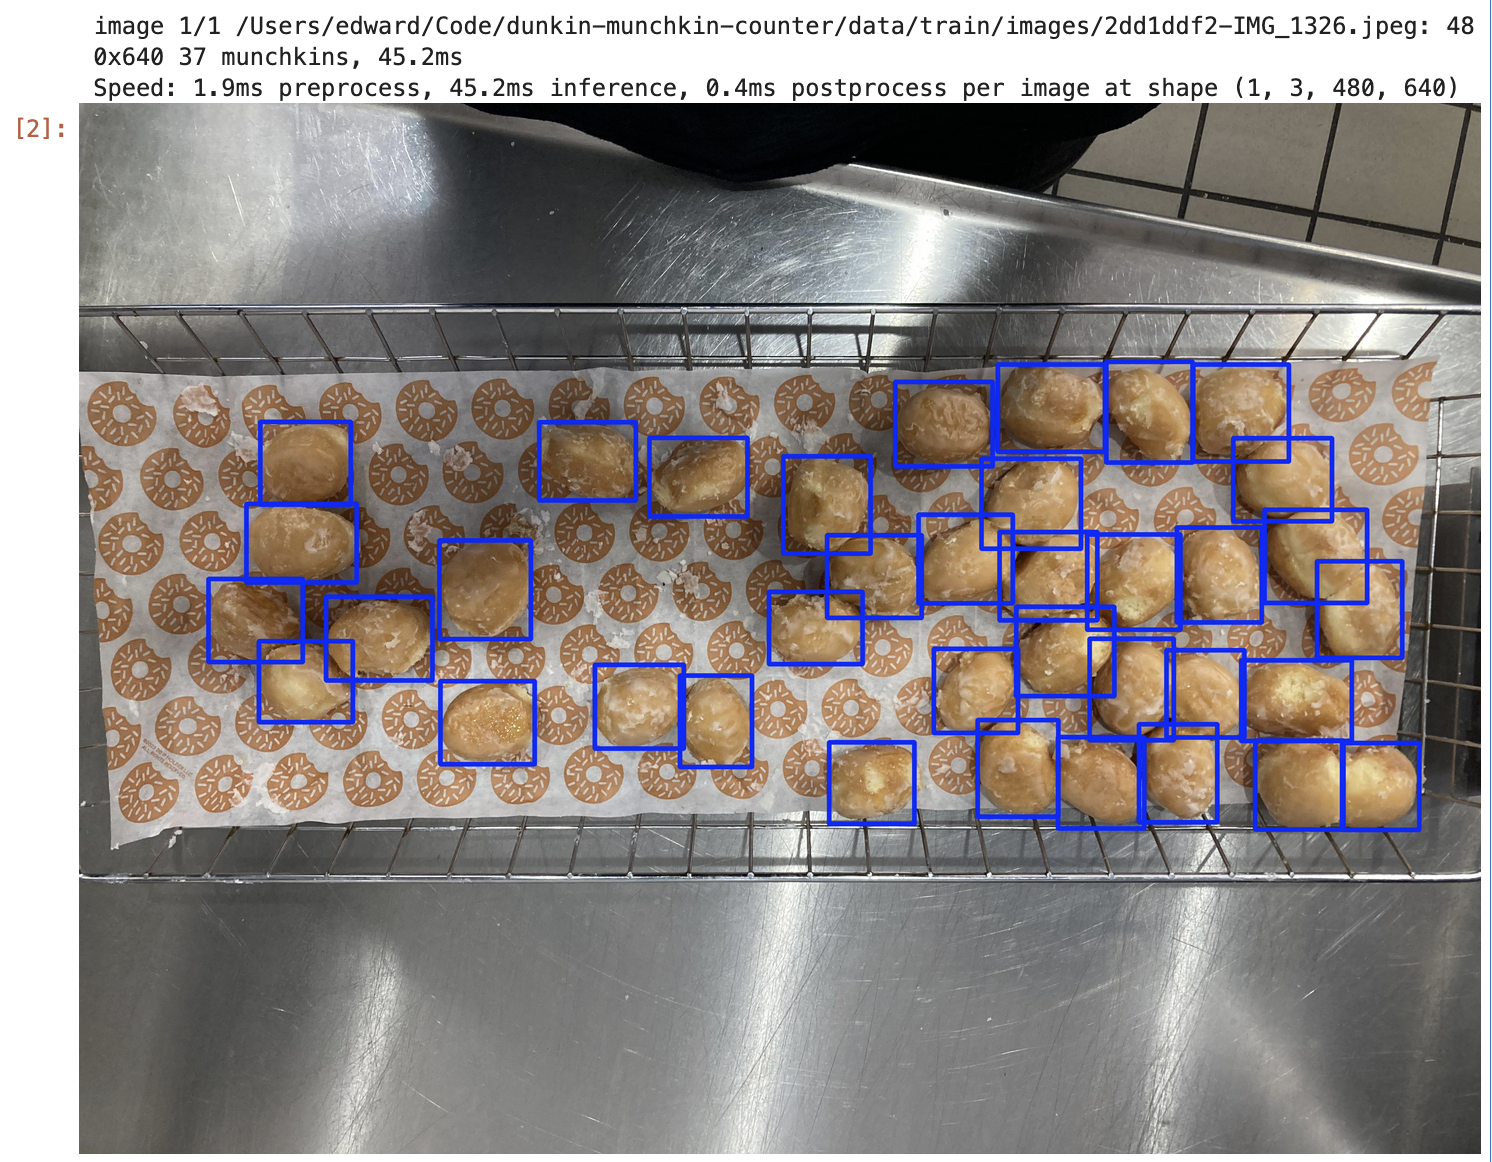 image 1/1 /Users/edward/Code/dunkin-munchkin-counter/data/train/images/2dd1ddf2-IMG_1326.jpeg: 48
0x640 37 munchkins, 45.2ms
Speed: 1.9ms preprocess, 45.2ms inference, 0.4ms postprocess per image at shape (1, 3, 480, 640)
[2]: